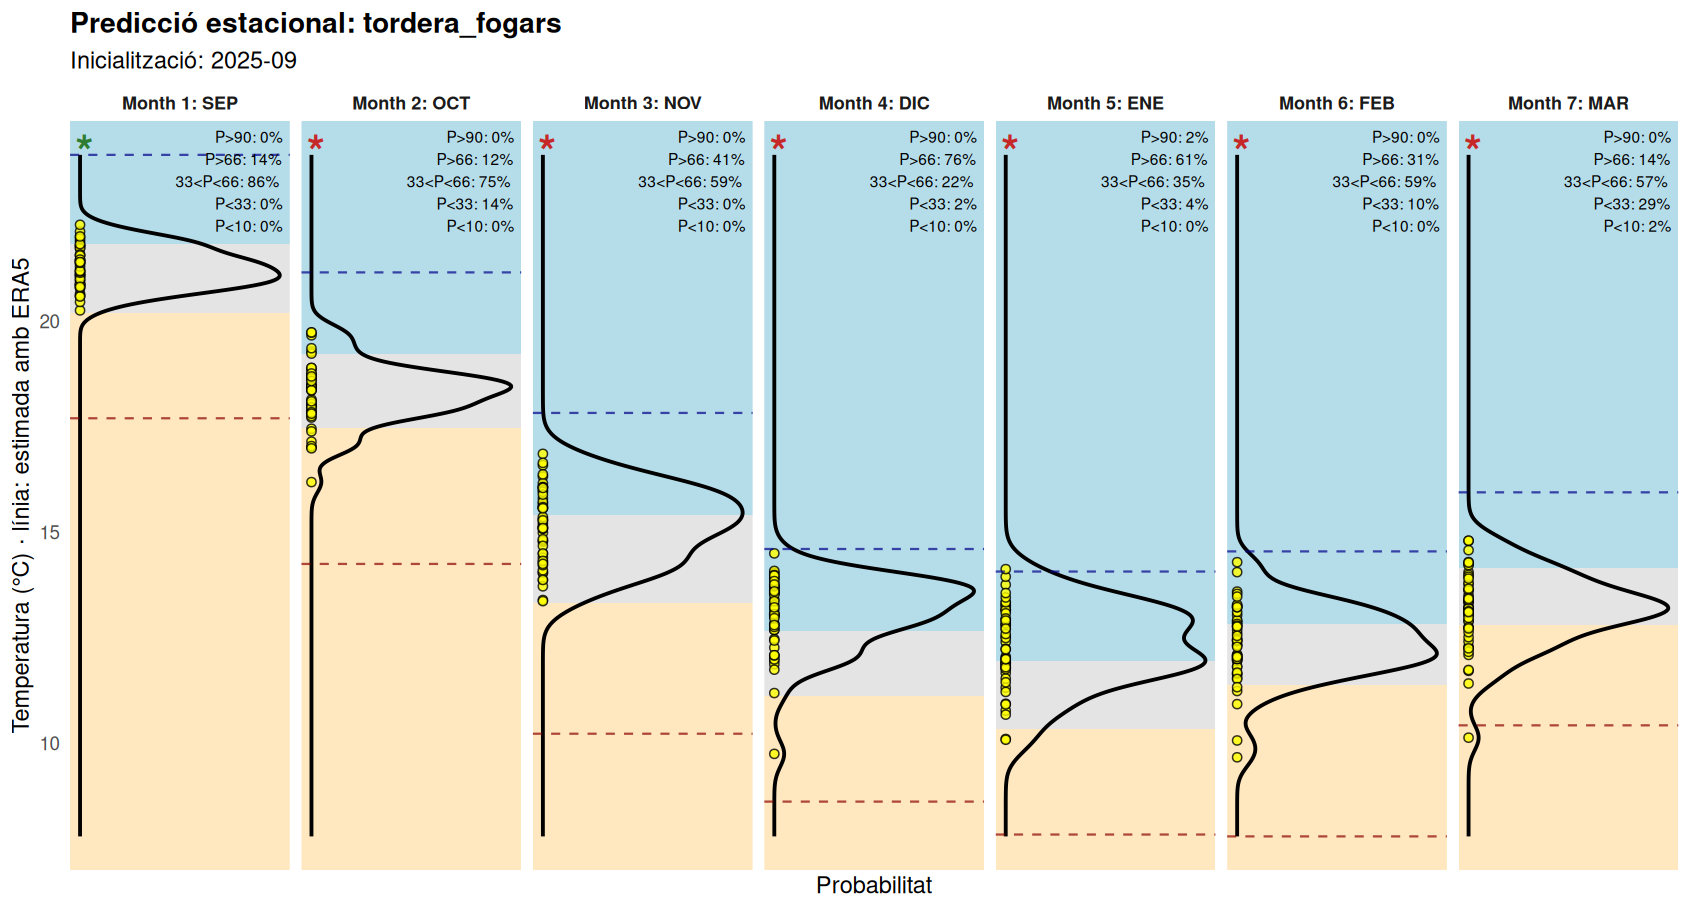 Predicció estacional: tordera_fogars
Inicialització: 2025-09
Month 1: SEP
Month 2: OCT
Month 3: NOV
Month 4: DIC
Month 5: ENE
Month 6: FEB
Month 7: MAR
*
P>90: 0%
P>66: 14%
33<P<66: 86%
P<33: 0%
P<10: 0%
*
P>90: 0%
P>66: 12%
33<P<66: 75%
P<33: 14%
P<10: 0%
*
P>90: 0%
P>66: 41%
33<P<66: 59%
P<33: 0%
P<10: 0%
*
P>90: 0%
P>66: 76%
33<P<66: 22%
P<33: 2%
P<10: 0%
*
P>90: 2%
P>66: 61%
33<P<66: 35%
P<33: 4%
P<10: 0%
*
P>90: 0%
P>66: 31%
33<P<66: 59%
P<33: 10%
P<10: 0%
*
P>90: 0%
P>66: 14%
33<P<66: 57%
P<33: 29%
P<10: 2%
Temperatura (°C) · línia: estimada amb ERA5
20
15
10
Probabilitat